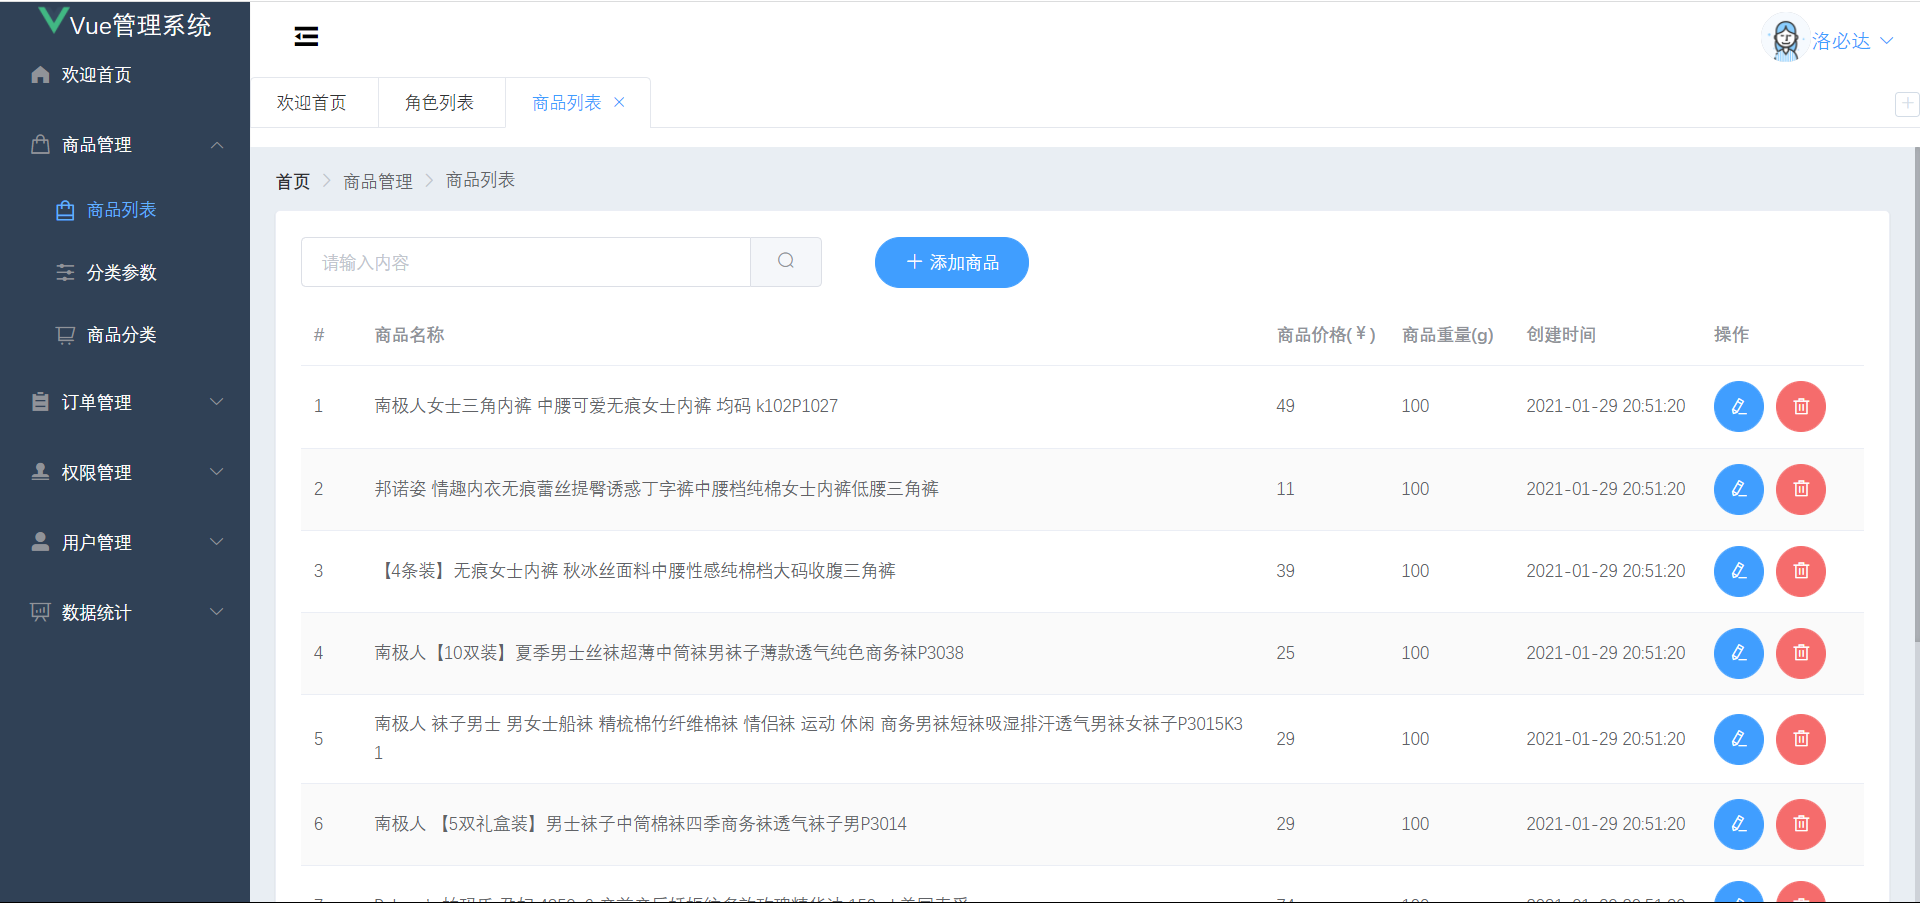 Vue管理系统
洛必达
欢迎首页
商品管理
商品列表
分类参数
商品分类
订单管理
权限管理
用户管理
数据统计
欢迎首页 角色列表 商品列表
首页 商品管理 商品列表
请输入内容 添加商品
# 商品名称 商品价格(￥) 商品重量(g) 创建时间 操作
1 南极人女士三角内裤 中腰可爱无痕女士内裤 均码 k102P1027 49 100 2021-01-29 20:51:20
2 邦诺姿 情趣内衣无痕蕾丝提臀诱惑丁字裤中腰档纯棉女士内裤低腰三角裤 11 100 2021-01-29 20:51:20
3 【4条装】无痕女士内裤 秋冰丝面料中腰性感纯棉档大码收腹三角裤 39 100 2021-01-29 20:51:20
4 南极人【10双装】夏季男士丝袜超薄中筒袜男袜子薄款透气纯色商务袜P3038 25 100 2021-01-29 20:51:20
5 南极人 袜子男士 男女士船袜 精梳棉竹纤维棉袜 情侣袜 运动 休闲 商务男袜短袜吸湿排汗透气男袜女袜子P3015K3
1 29 100 2021-01-29 20:51:20
6 南极人 【5双礼盒装】男士袜子中筒棉袜四季商务袜透气袜子男P3014 29 100 2021-01-29 20:51:20